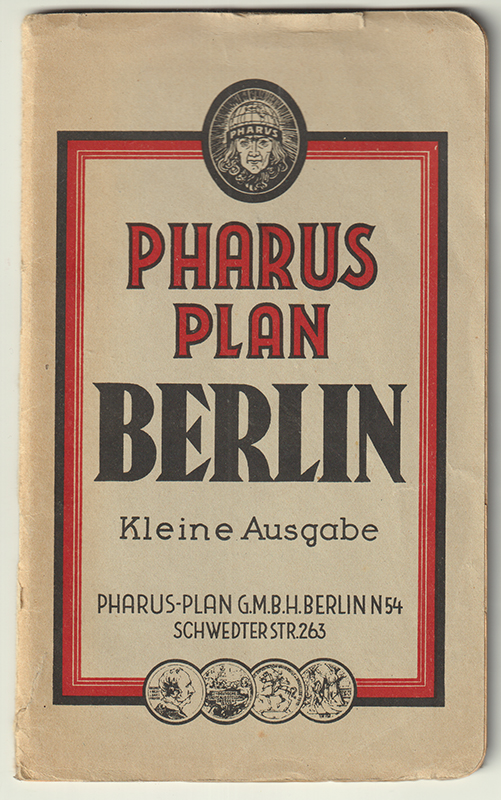 PHARUS
PHARUS
PLAN
BERLIN
Kleine Ausgabe
PHARUS-PLAN G.M.B.H. BERLIN N54
SCHWEDTER STR. 263